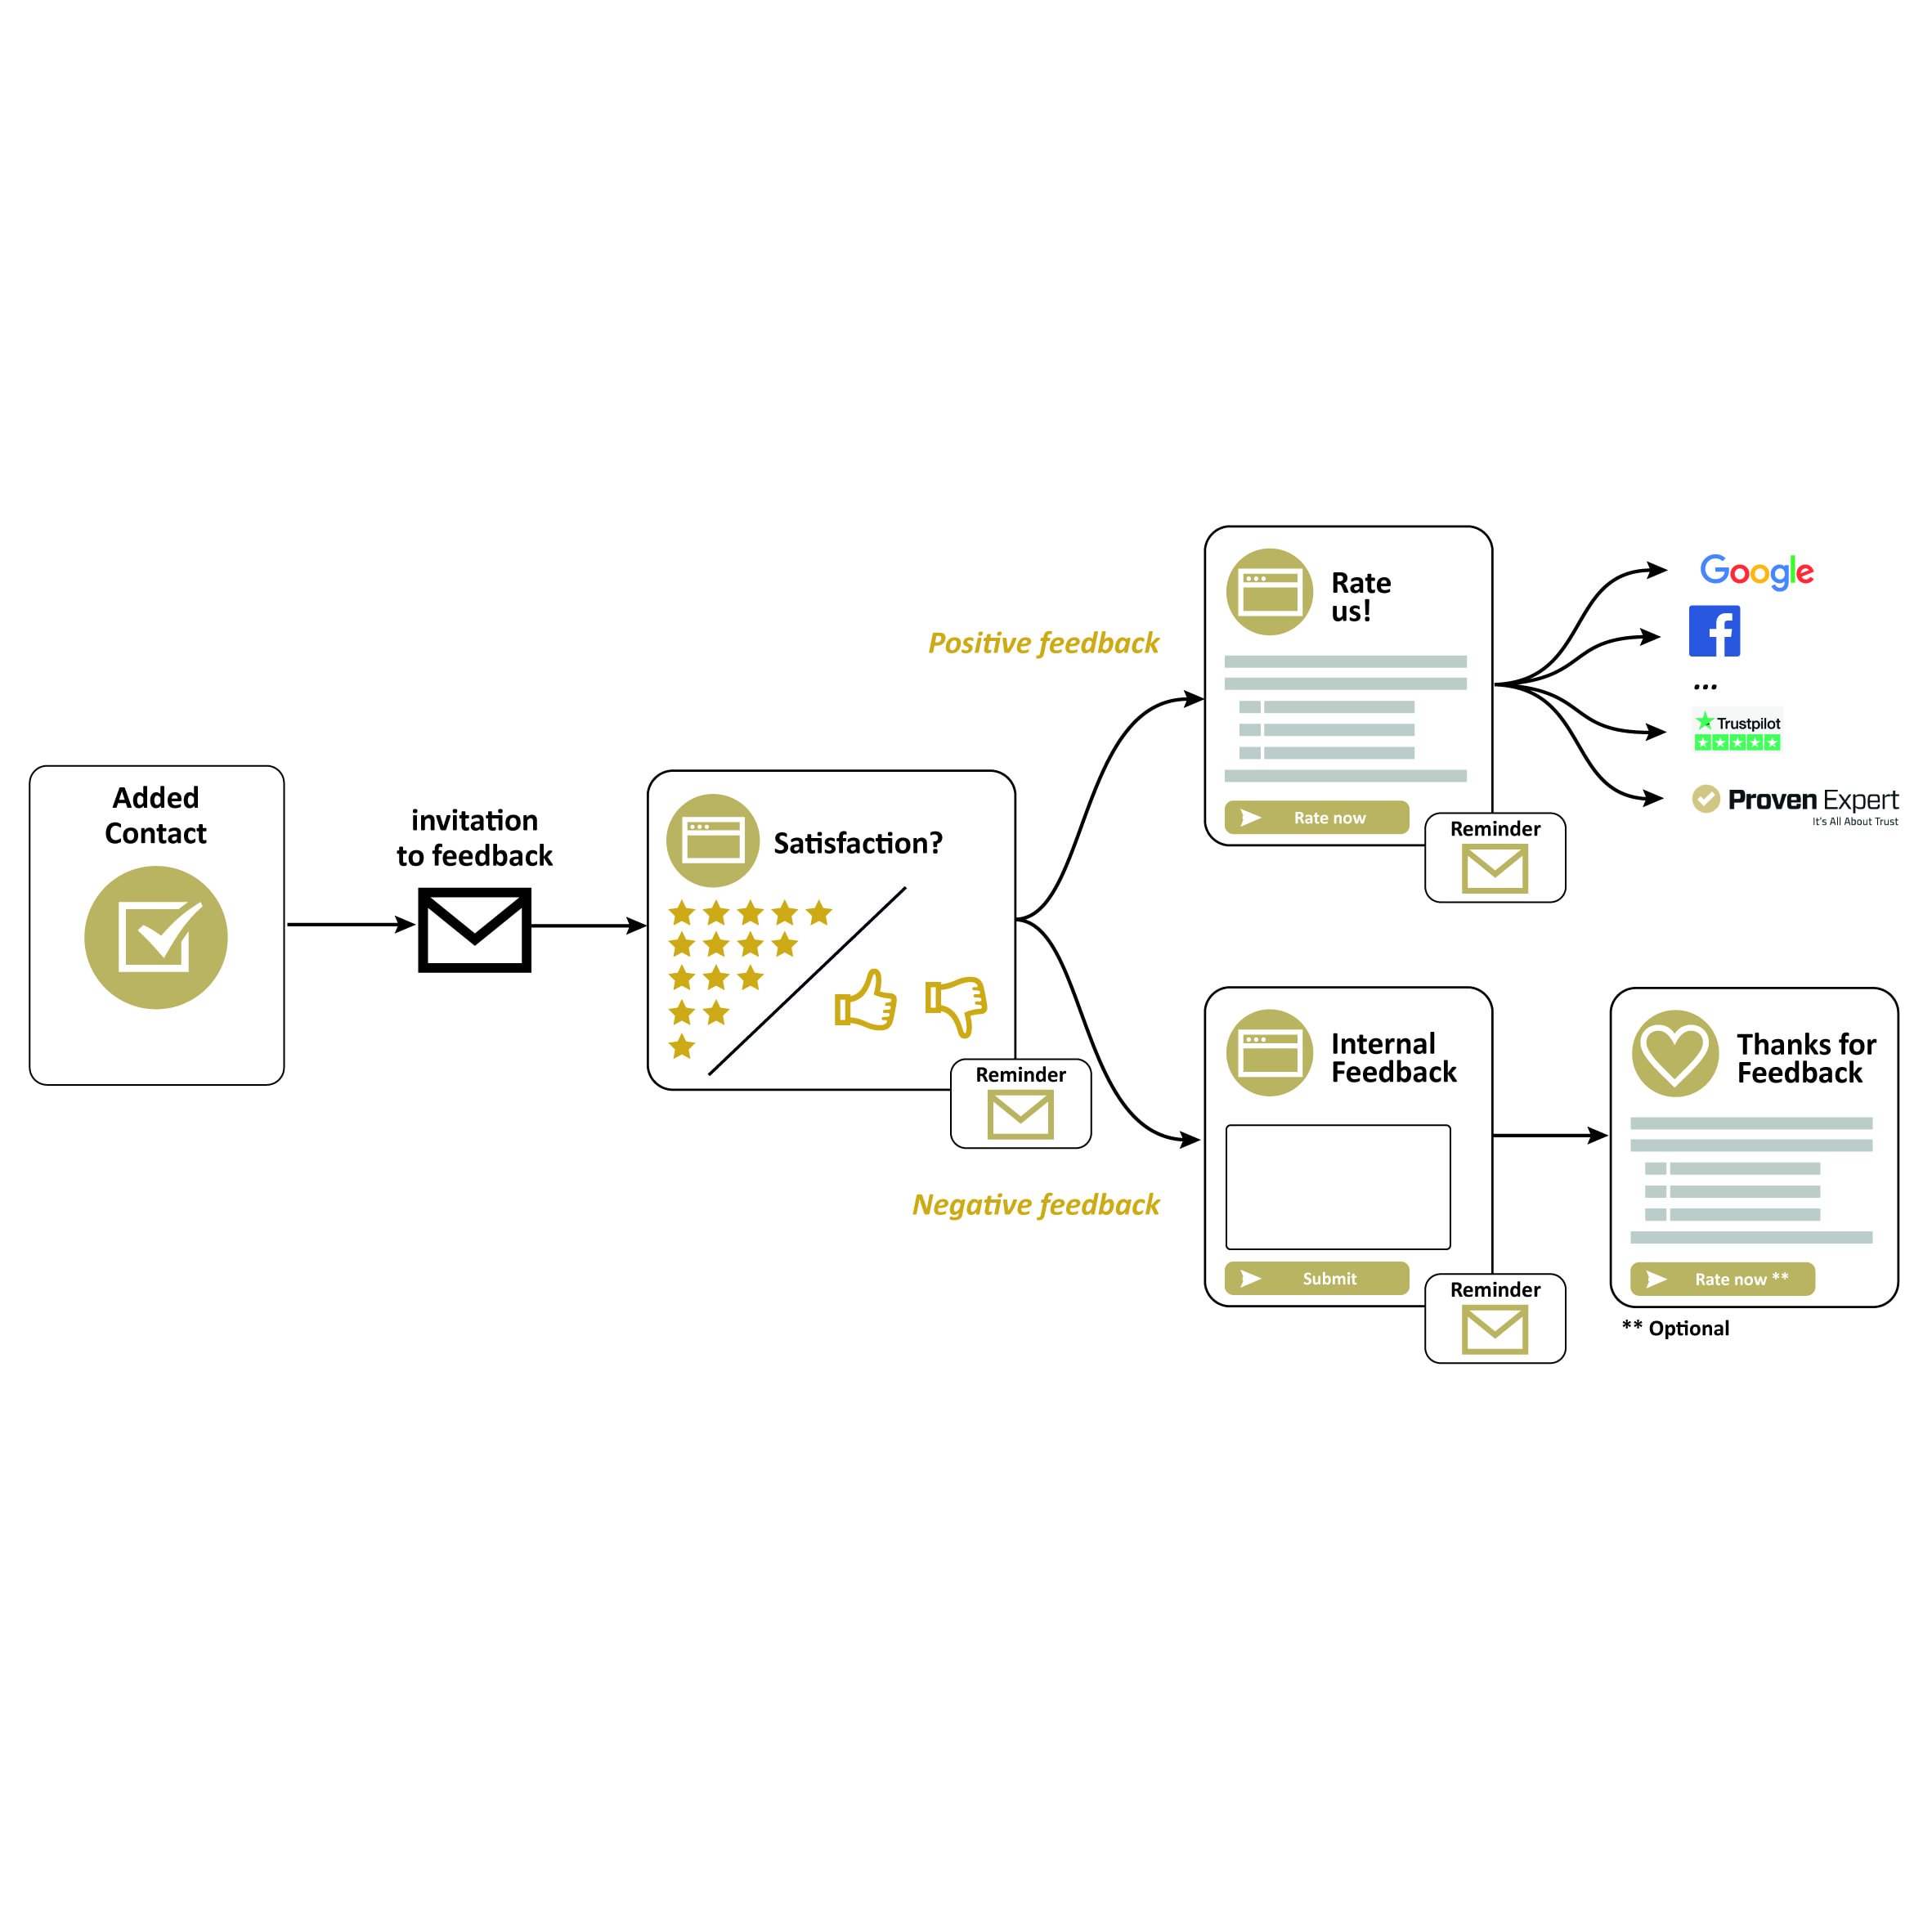 Added
Contact
invitation
to feedback
Satisfaction?
Reminder
Positive feedback
Negative feedback
Rate
us!
Rate now
Reminder
Google
...
Trustpilot
Proven Expert
It's All About Trust
Internal
Feedback
Submit
Reminder
Thanks for
Feedback
Rate now **
** Optional